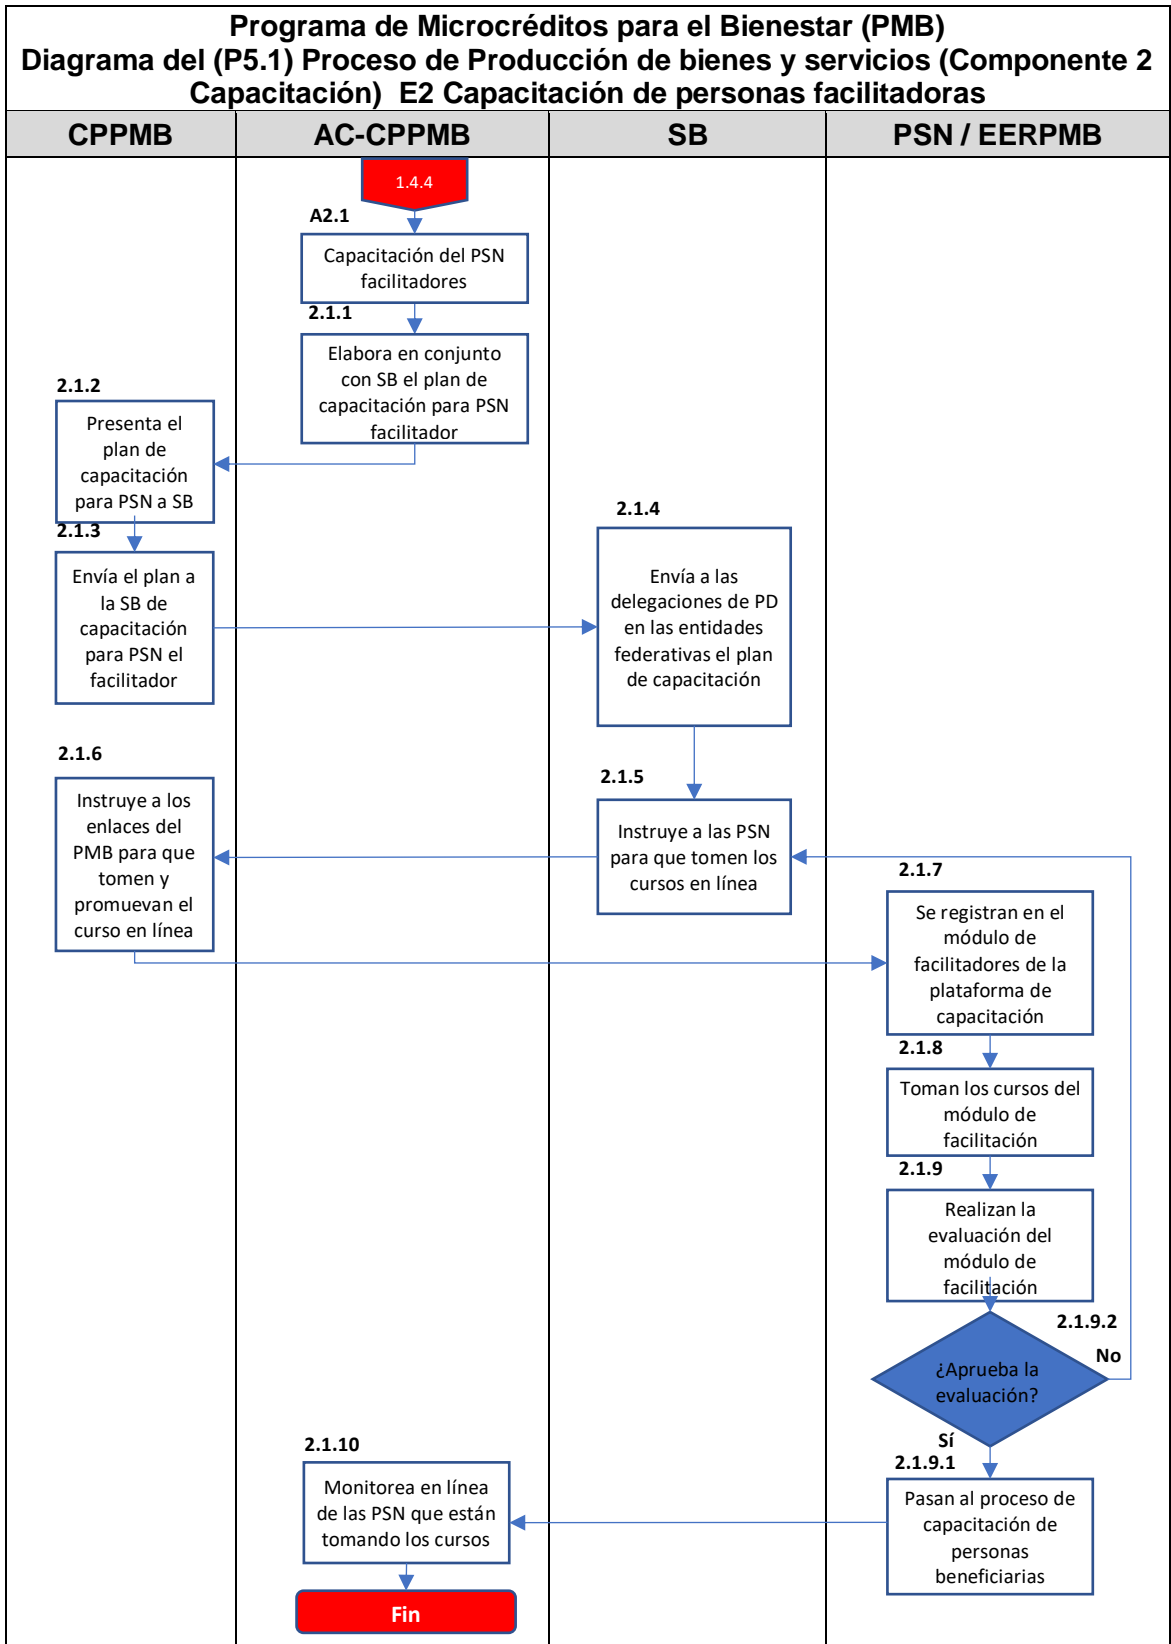 Programa de Microcréditos para el Bienestar (PMB)
Diagrama del (P5.1) Proceso de Producción de bienes y servicios (Componente 2
Capacitación)  E2 Capacitación de personas facilitadoras
CPPMB
AC-CPPMB
SB
PSN / EERPMB
1.4.4
A2.1
Capacitación del PSN
facilitadores
2.1.1
Elabora en conjunto
con SB el plan de
capacitación para PSN
facilitador
2.1.2
Presenta el
plan de
capacitación
para PSN a SB
2.1.3
Envía el plan a
la SB de
capacitación
para PSN el
facilitador
2.1.4
Envía a las
delegaciones de PD
en las entidades
federativas el plan
de capacitación
2.1.5
Instruye a las PSN
para que tomen los
cursos en línea
2.1.6
Instruye a los
enlaces del
PMB para que
tomen y
promuevan el
curso en línea
2.1.7
Se registran en el
módulo de
facilitadores de la
plataforma de
capacitación
2.1.8
Toman los cursos del
módulo de
facilitación
2.1.9
Realizan la
evaluación del
módulo de
facilitación
2.1.9.2
No
¿Aprueba la
evaluación?
Sí
2.1.9.1
Pasan al proceso de
capacitación de
personas
beneficiarias
2.1.10
Monitorea en línea
de las PSN que están
tomando los cursos
Fin